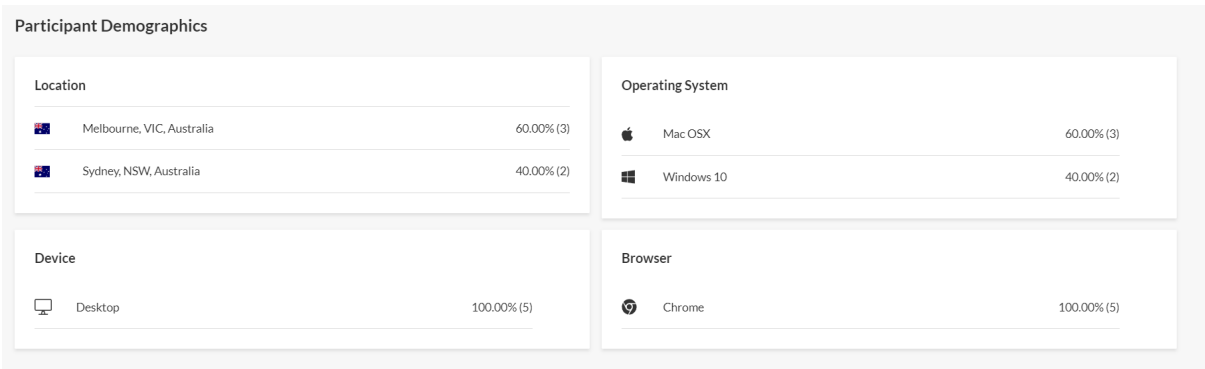 Participant Demographics
Location
Melbourne, VIC, Australia 60.00% (3)
Sydney, NSW, Australia 40.00% (2)
Operating System
Mac OSX 60.00% (3)
Windows 10 40.00% (2)
Device
Desktop 100.00% (5)
Browser
Chrome 100.00% (5)